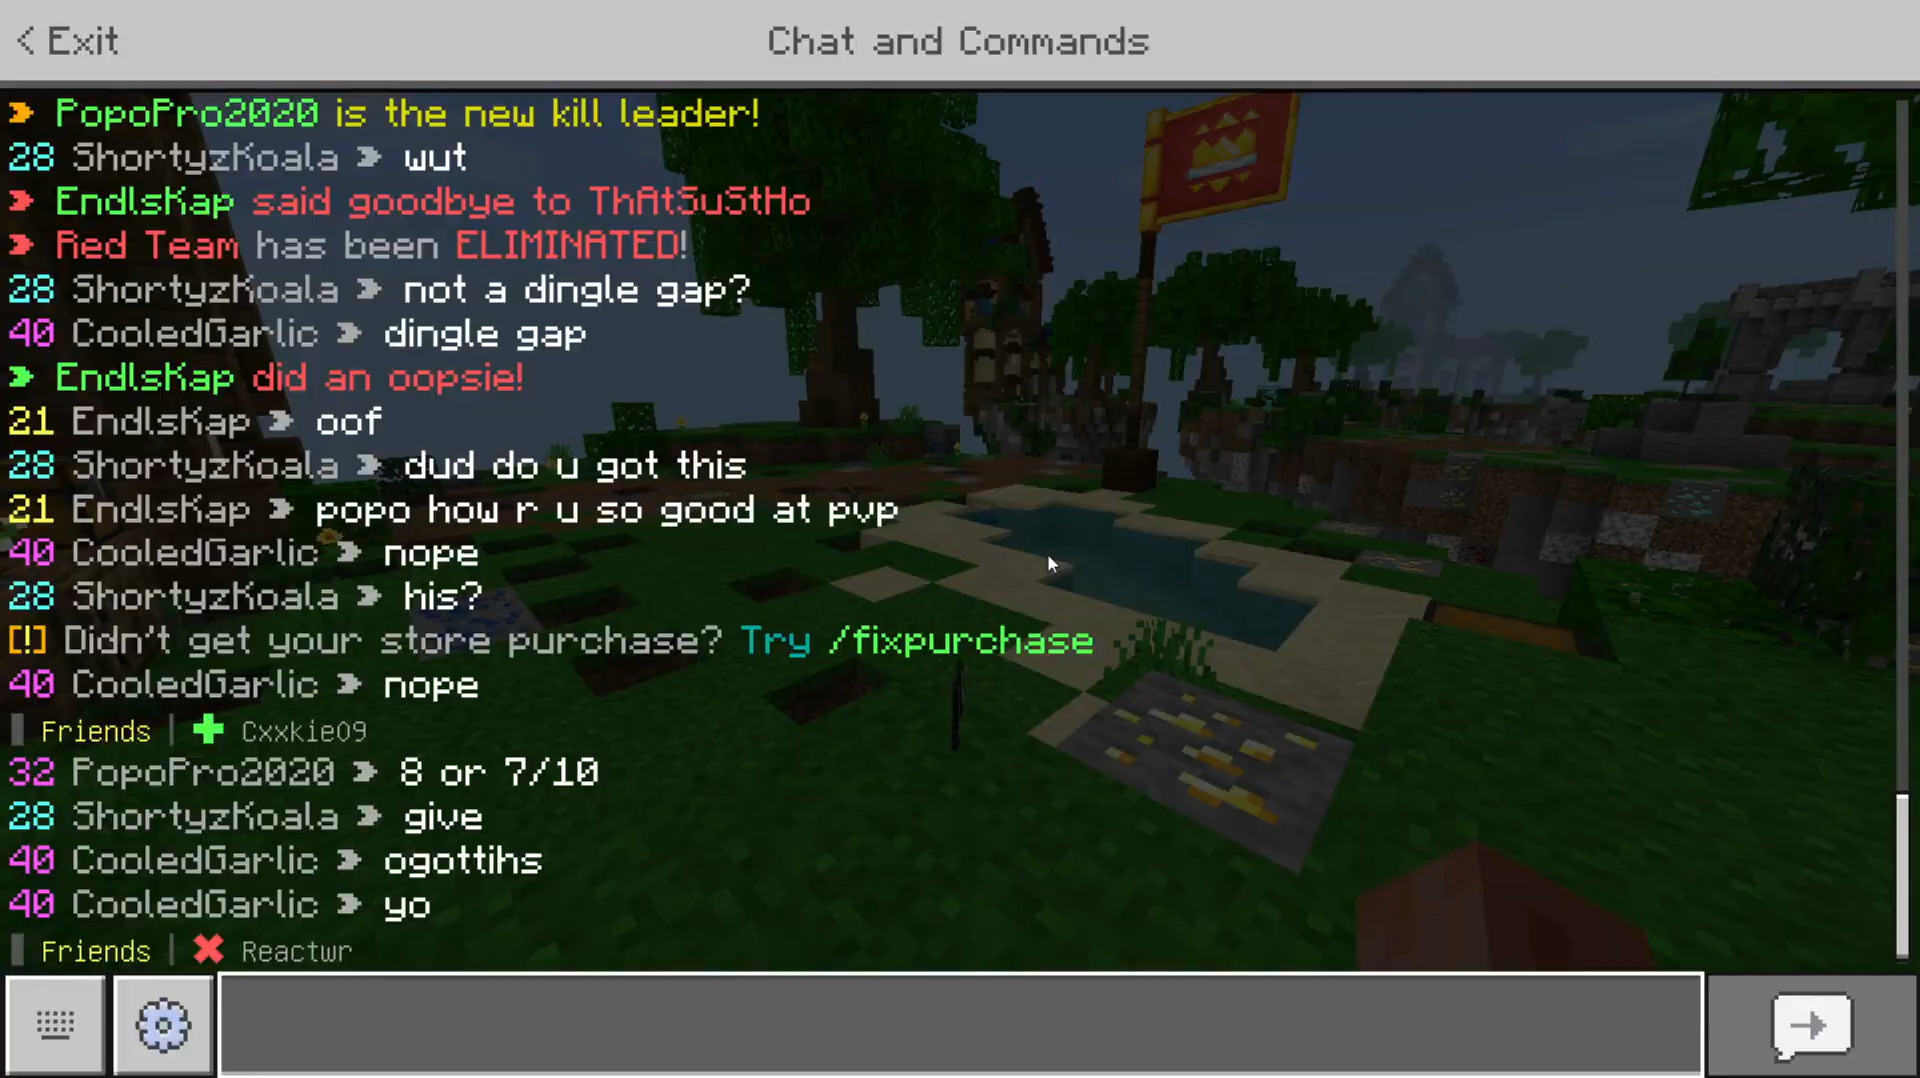 < Exit
Chat and Commands
PopoPro2020 is the new kill leader!
28 ShortyzKoala wut
EndlsKap said goodbye to ThAtSuStHo
Red Team has been ELIMINATED!
28 ShortyzKoala not a dingle gap?
40 CooledGarlic dingle gap
EndlsKap did an oopsie!
21 EndlsKap oof
28 ShortyzKoala dud do u got this
21 EndlsKap popo how r u so good at pvp
40 CooledGarlic nope
28 ShortyzKoala his?
[!] Didn't get your store purchase? Try /fixpurchase
40 CooledGarlic nope
Friends | Cxxkie09
32 PopoPro2020 8 or 7/10
28 ShortyzKoala give
40 CooledGarlic ogottihs
40 CooledGarlic yo
Friends | Reactwr